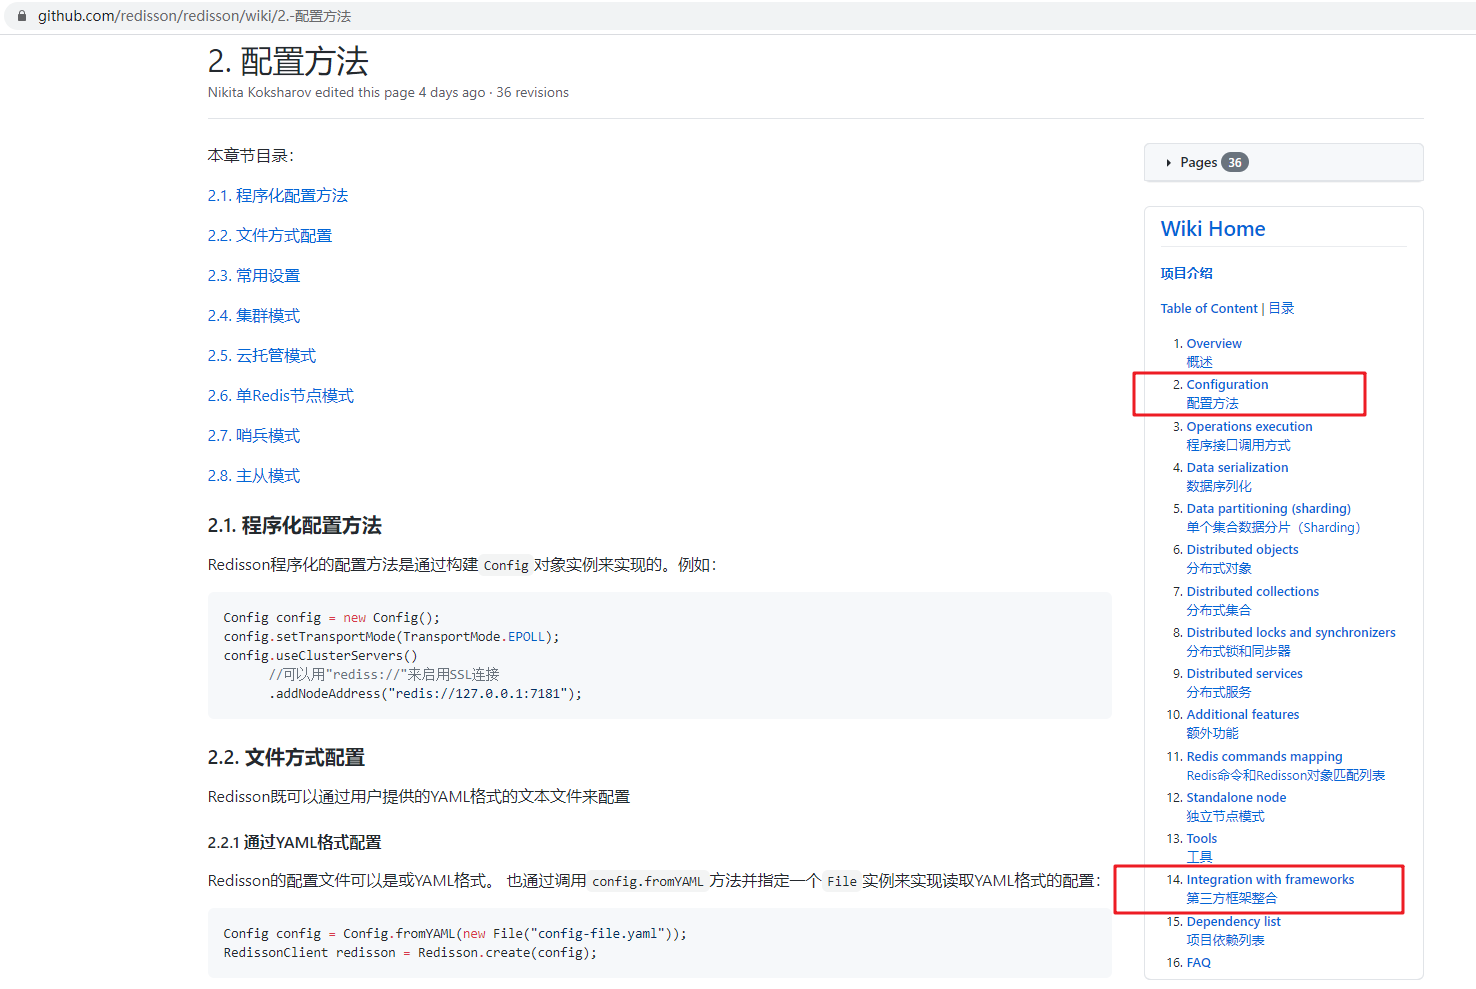 github.com/redisson/redisson/wiki/2.-配置方法
2. 配置方法
Nikita Koksharov edited this page 4 days ago · 36 revisions
本章节目录：
2.1. 程序化配置方法
2.2. 文件方式配置
2.3. 常用设置
2.4. 集群模式
2.5. 云托管模式
2.6. 单Redis节点模式
2.7. 哨兵模式
2.8. 主从模式
2.1. 程序化配置方法
Redisson程序化的配置方法是通过构建 Config 对象实例来实现的。例如：
Config config = new Config();
config.setTransportMode(TransportMode.EPOLL);
config.useClusterServers()
//可以用"rediss://"来启用SSL连接
.addNodeAddress("redis://127.0.0.1:7181");
2.2. 文件方式配置
Redisson既可以通过用户提供的YAML格式的文本文件来配置
2.2.1 通过YAML格式配置
Redisson的配置文件可以是或YAML格式。 也通过调用 config.fromYAML 方法并指定一个 File 实例来实现读取YAML格式的配置：
Config config = Config.fromYAML(new File("config-file.yaml"));
RedissonClient redisson = Redisson.create(config);
Pages 36
Wiki Home
项目介绍
Table of Content | 目录
1. Overview
概述
2. Configuration
配置方法
3. Operations execution
程序接口调用方式
4. Data serialization
数据序列化
5. Data partitioning (sharding)
单个集合数据分片（Sharding）
6. Distributed objects
分布式对象
7. Distributed collections
分布式集合
8. Distributed locks and synchronizers
分布式锁和同步器
9. Distributed services
分布式服务
10. Additional features
额外功能
11. Redis commands mapping
Redis命令和Redisson对象匹配列表
12. Standalone node
独立节点模式
13. Tools
工具
14. Integration with frameworks
第三方框架整合
15. Dependency list
项目依赖列表
16. FAQ